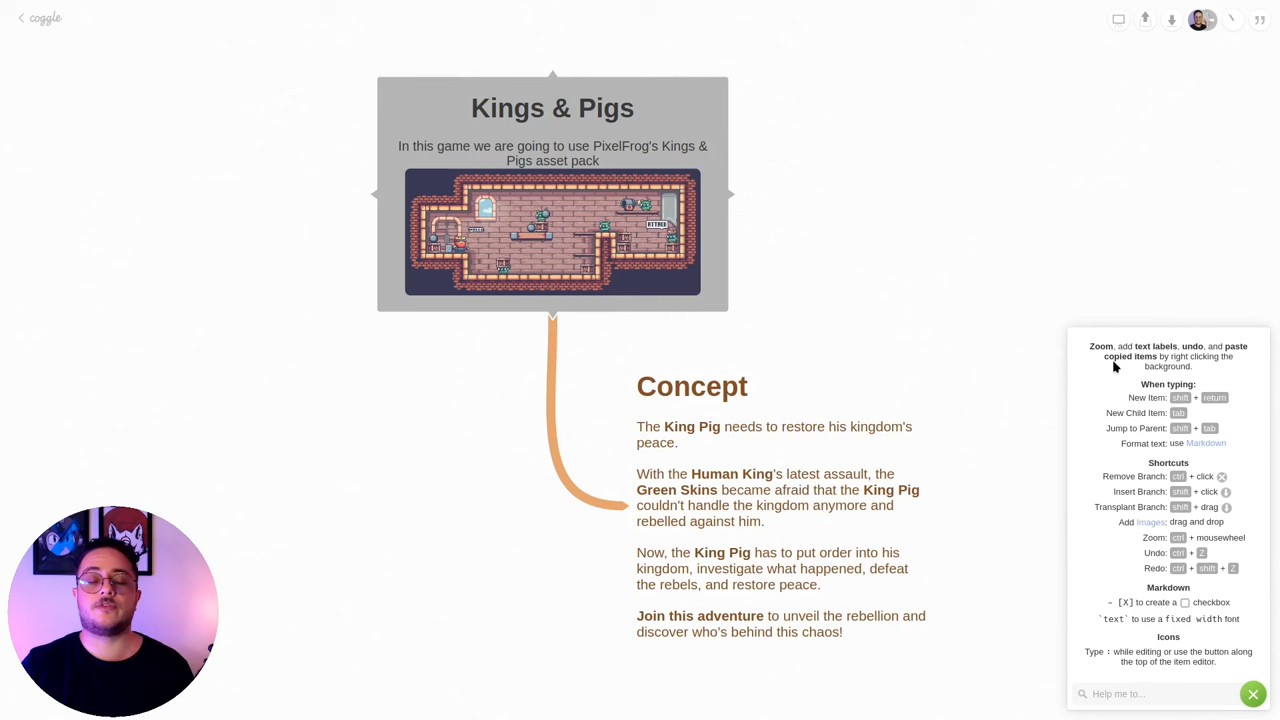 coggle
Kings & Pigs
In this game we are going to use PixelFrog's Kings &
Pigs asset pack
Concept
The King Pig needs to restore his kingdom's
peace.
With the Human King's latest assault, the
Green Skins became afraid that the King Pig
couldn't handle the kingdom anymore and
rebelled against him.
Now, the King Pig has to put order into his
kingdom, investigate what happened, defeat
the rebels, and restore peace.
Join this adventure to unveil the rebellion and
discover who's behind this chaos!
Zoom, add text labels, undo, and paste
copied items by right clicking the
background.
When typing:
New Item: shift + return
New Child Item: tab
Jump to Parent: shift + tab
Format text: use Markdown
Shortcuts
Remove Branch: ctrl + click
Insert Branch: shift + click
Transplant Branch: shift + drag
Add Images: drag and drop
Zoom: ctrl + mousewheel
Undo: ctrl + Z
Redo: ctrl + shift + Z
Markdown
- [X] to create a checkbox
`text` to use a fixed width font
Icons
Type : while editing or use the button along
the top of the item editor.
Help me to...